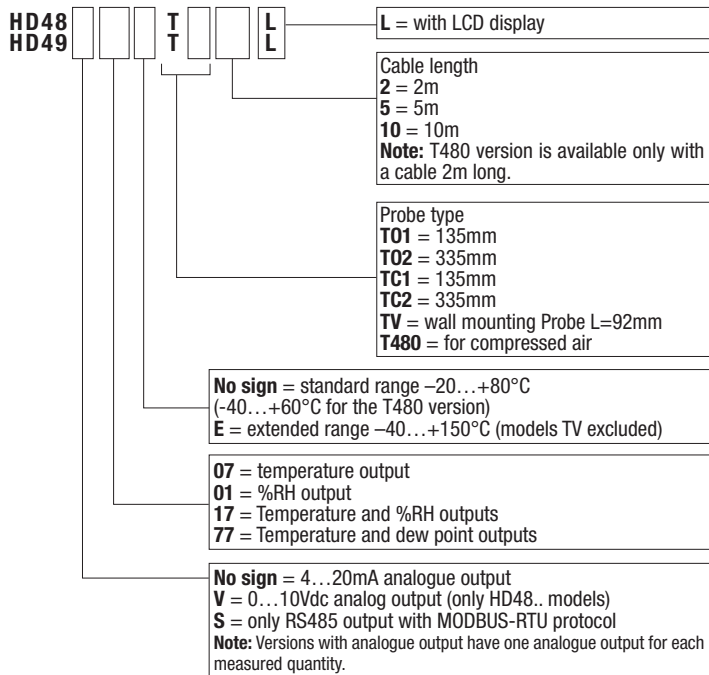 HD48 T L
HD49 T L
L = with LCD display
Cable length
2 = 2m
5 = 5m
10 = 10m
Note: T480 version is available only with
a cable 2m long.
Probe type
TO1 = 135mm
TO2 = 335mm
TC1 = 135mm
TC2 = 335mm
TV = wall mounting Probe L=92mm
T480 = for compressed air
No sign = standard range –20…+80°C
(-40…+60°C for the T480 version)
E = extended range –40…+150°C (models TV excluded)
07 = temperature output
01 = %RH output
17 = Temperature and %RH outputs
77 = Temperature and dew point outputs
No sign = 4…20mA analogue output
V = 0…10Vdc analog output (only HD48.. models)
S = only RS485 output with MODBUS-RTU protocol
Note: Versions with analogue output have one analogue output for each
measured quantity.